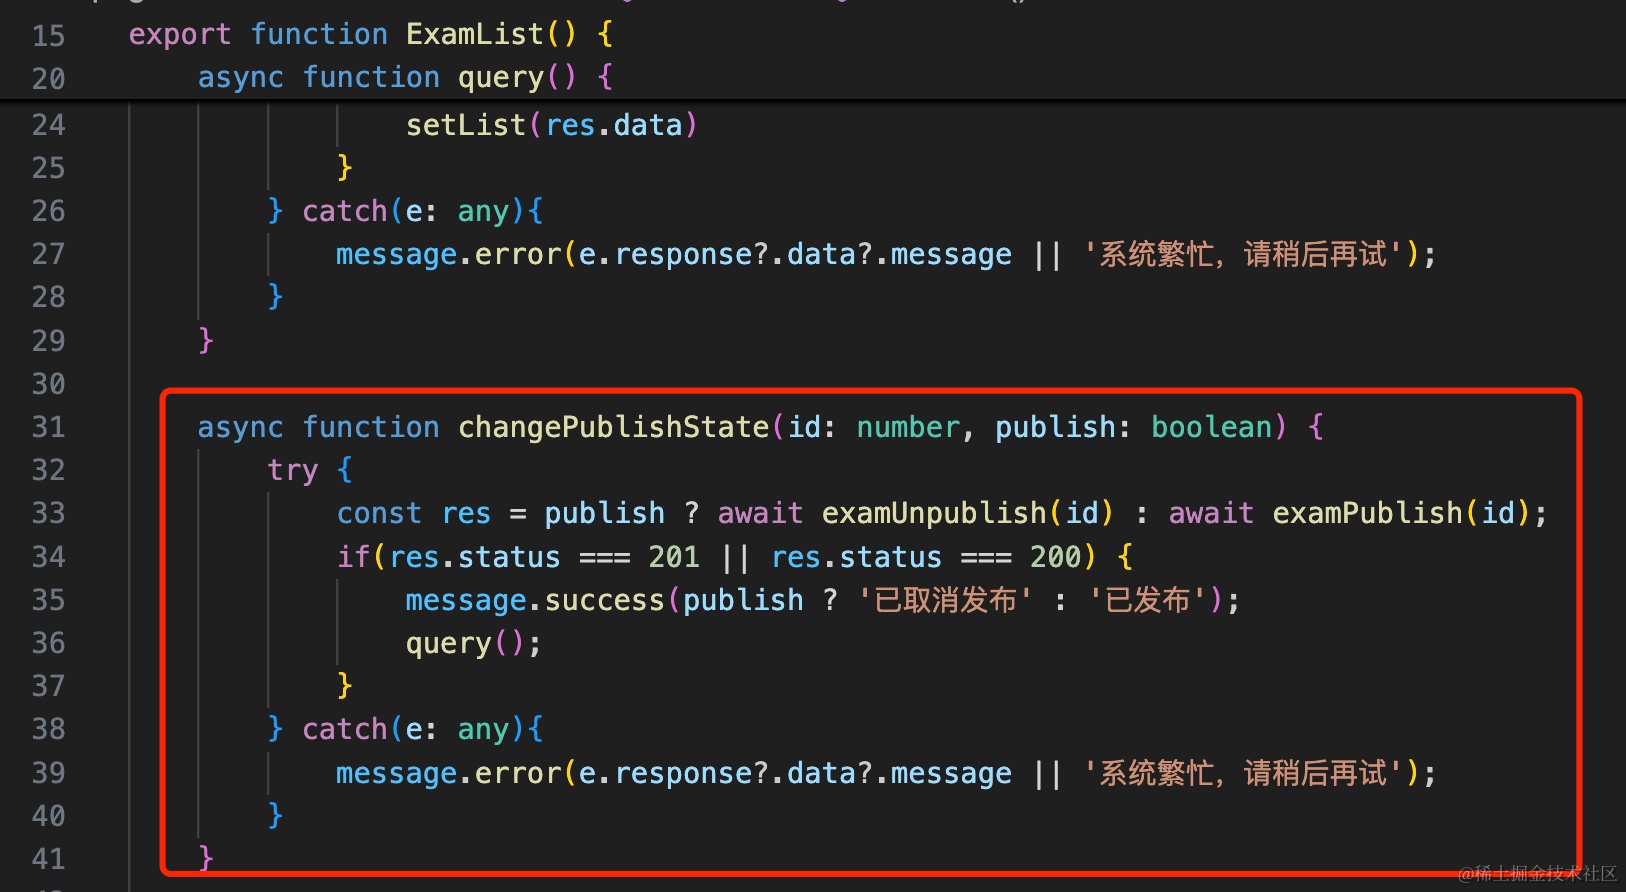 15 export function ExamList() {
20 async function query() {
24 setList(res.data)
25 }
26 } catch(e: any){
27 message.error(e.response?.data?.message || '系统繁忙，请稍后再试');
28 }
29 }
30
31 async function changePublishState(id: number, publish: boolean) {
32 try {
33 const res = publish ? await examUnpublish(id) : await examPublish(id);
34 if(res.status === 201 || res.status === 200) {
35 message.success(publish ? '已取消发布' : '已发布');
36 query();
37 }
38 } catch(e: any){
39 message.error(e.response?.data?.message || '系统繁忙，请稍后再试');
40 }
41 }
@稀土掘金技术社区